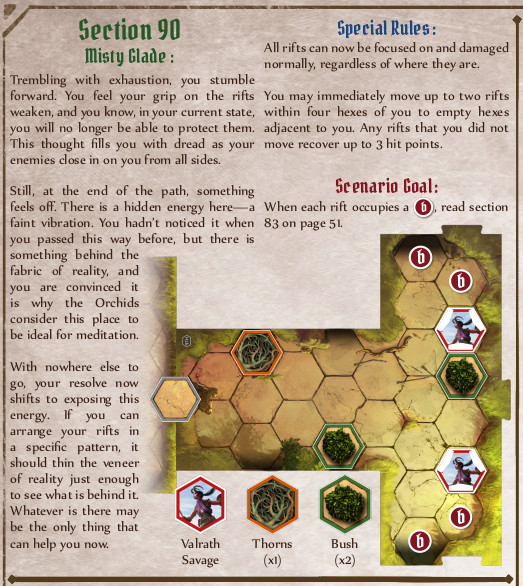 Section 90
Misty Glade :
Trembling with exhaustion, you stumble
forward. You feel your grip on the rifts
weaken, and you know, in your current state,
you will no longer be able to protect them.
This thought fills you with dread as your
enemies close in on you from all sides.
Still, at the end of the path, something
feels off. There is a hidden energy here—a
faint vibration. You hadn't noticed it when
you passed this way before, but there is
something behind the
fabric of reality, and
you are convinced it
is why the Orchids
consider this place to
be ideal for meditation.
With nowhere else to
go, your resolve now
shifts to exposing this
energy. If you can
arrange your rifts in
a specific pattern, it
should thin the veneer
of reality just enough
to see what is behind it.
Whatever is there may
be the only thing that
can help you now.
Special Rules :
All rifts can now be focused on and damaged
normally, regardless of where they are.
You may immediately move up to two rifts
within four hexes of you to empty hexes
adjacent to you. Any rifts that you did not
move recover up to 3 hit points.
Scenario Goal:
When each rift occupies a 6, read section
83 on page 51.
6
6
6
6
Valrath
Savage
Thorns
(x1)
Bush
(x2)